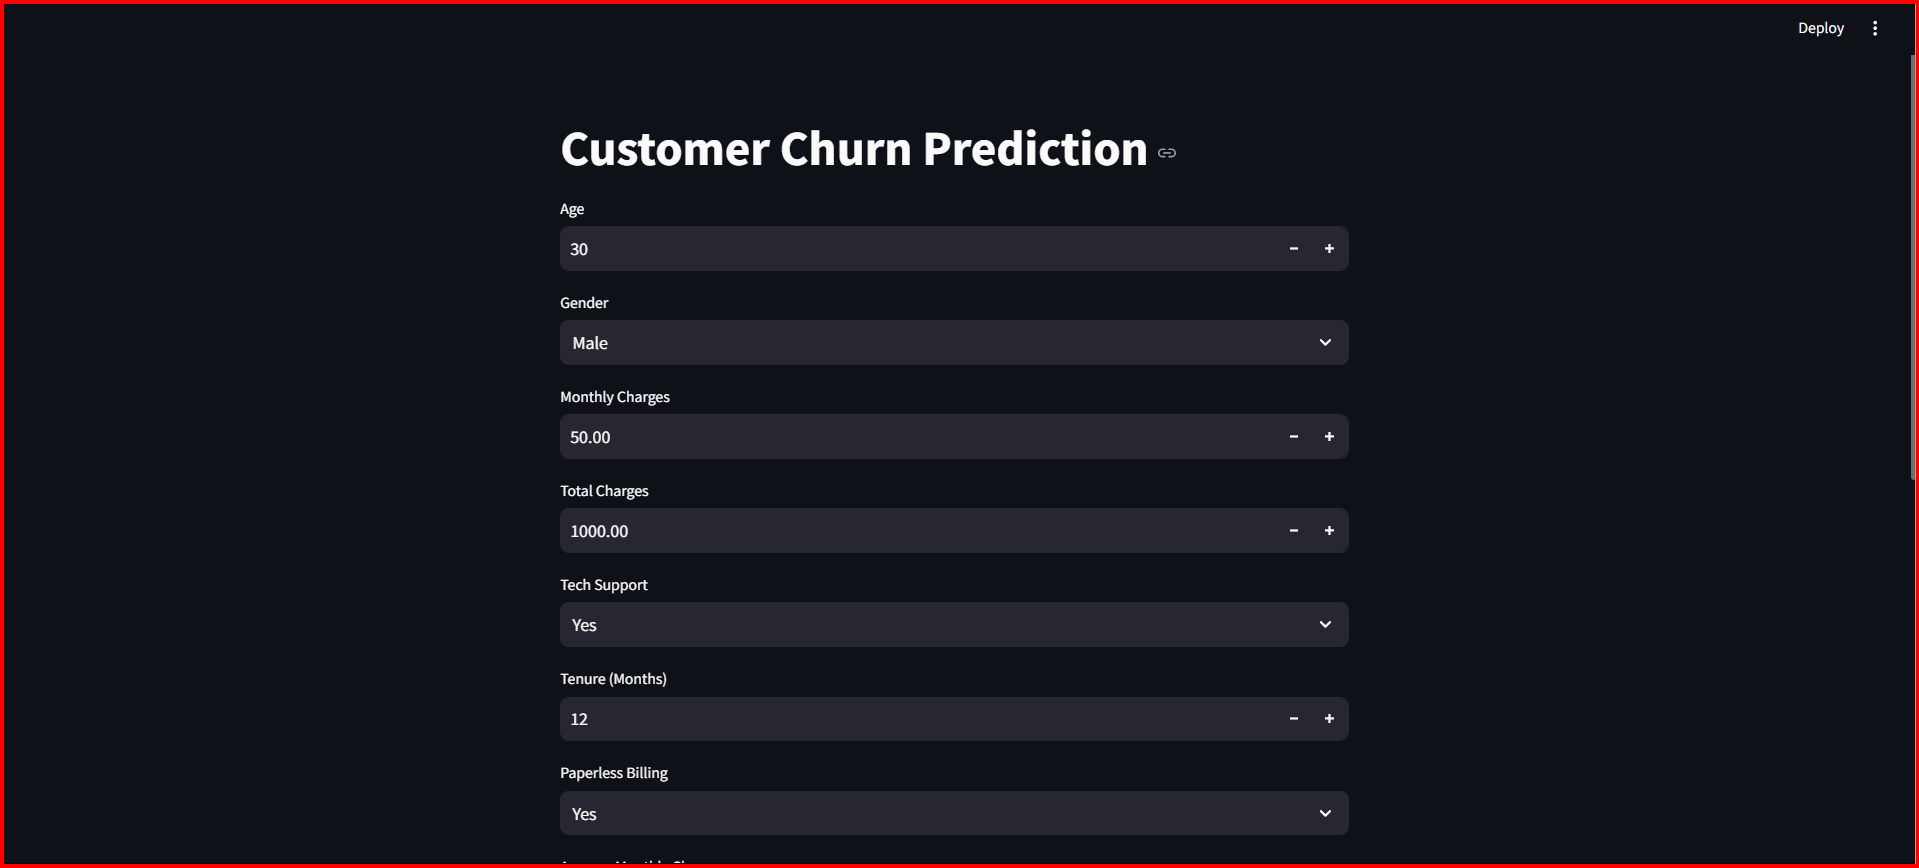 Deploy
Customer Churn Prediction
Age
30
Gender
Male
Monthly Charges
50.00
Total Charges
1000.00
Tech Support
Yes
Tenure (Months)
12
Paperless Billing
Yes